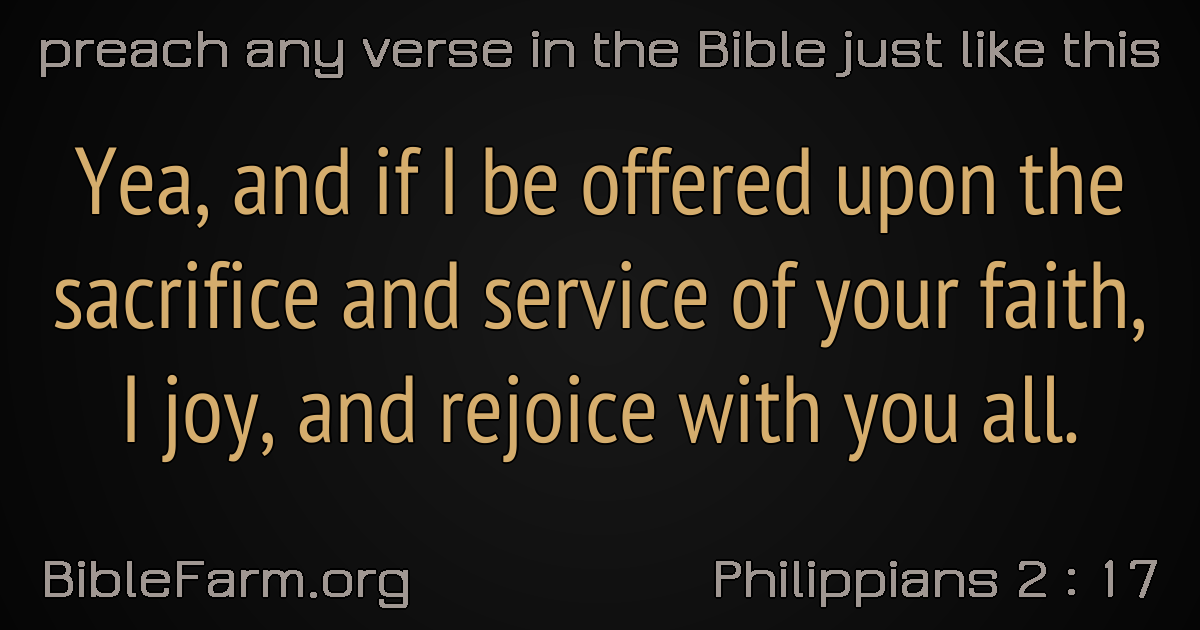 preach any verse in the Bible just like this
Yea, and if I be offered upon the
sacrifice and service of your faith,
I joy, and rejoice with you all.
BibleFarm.org
Philippians 2 : 17